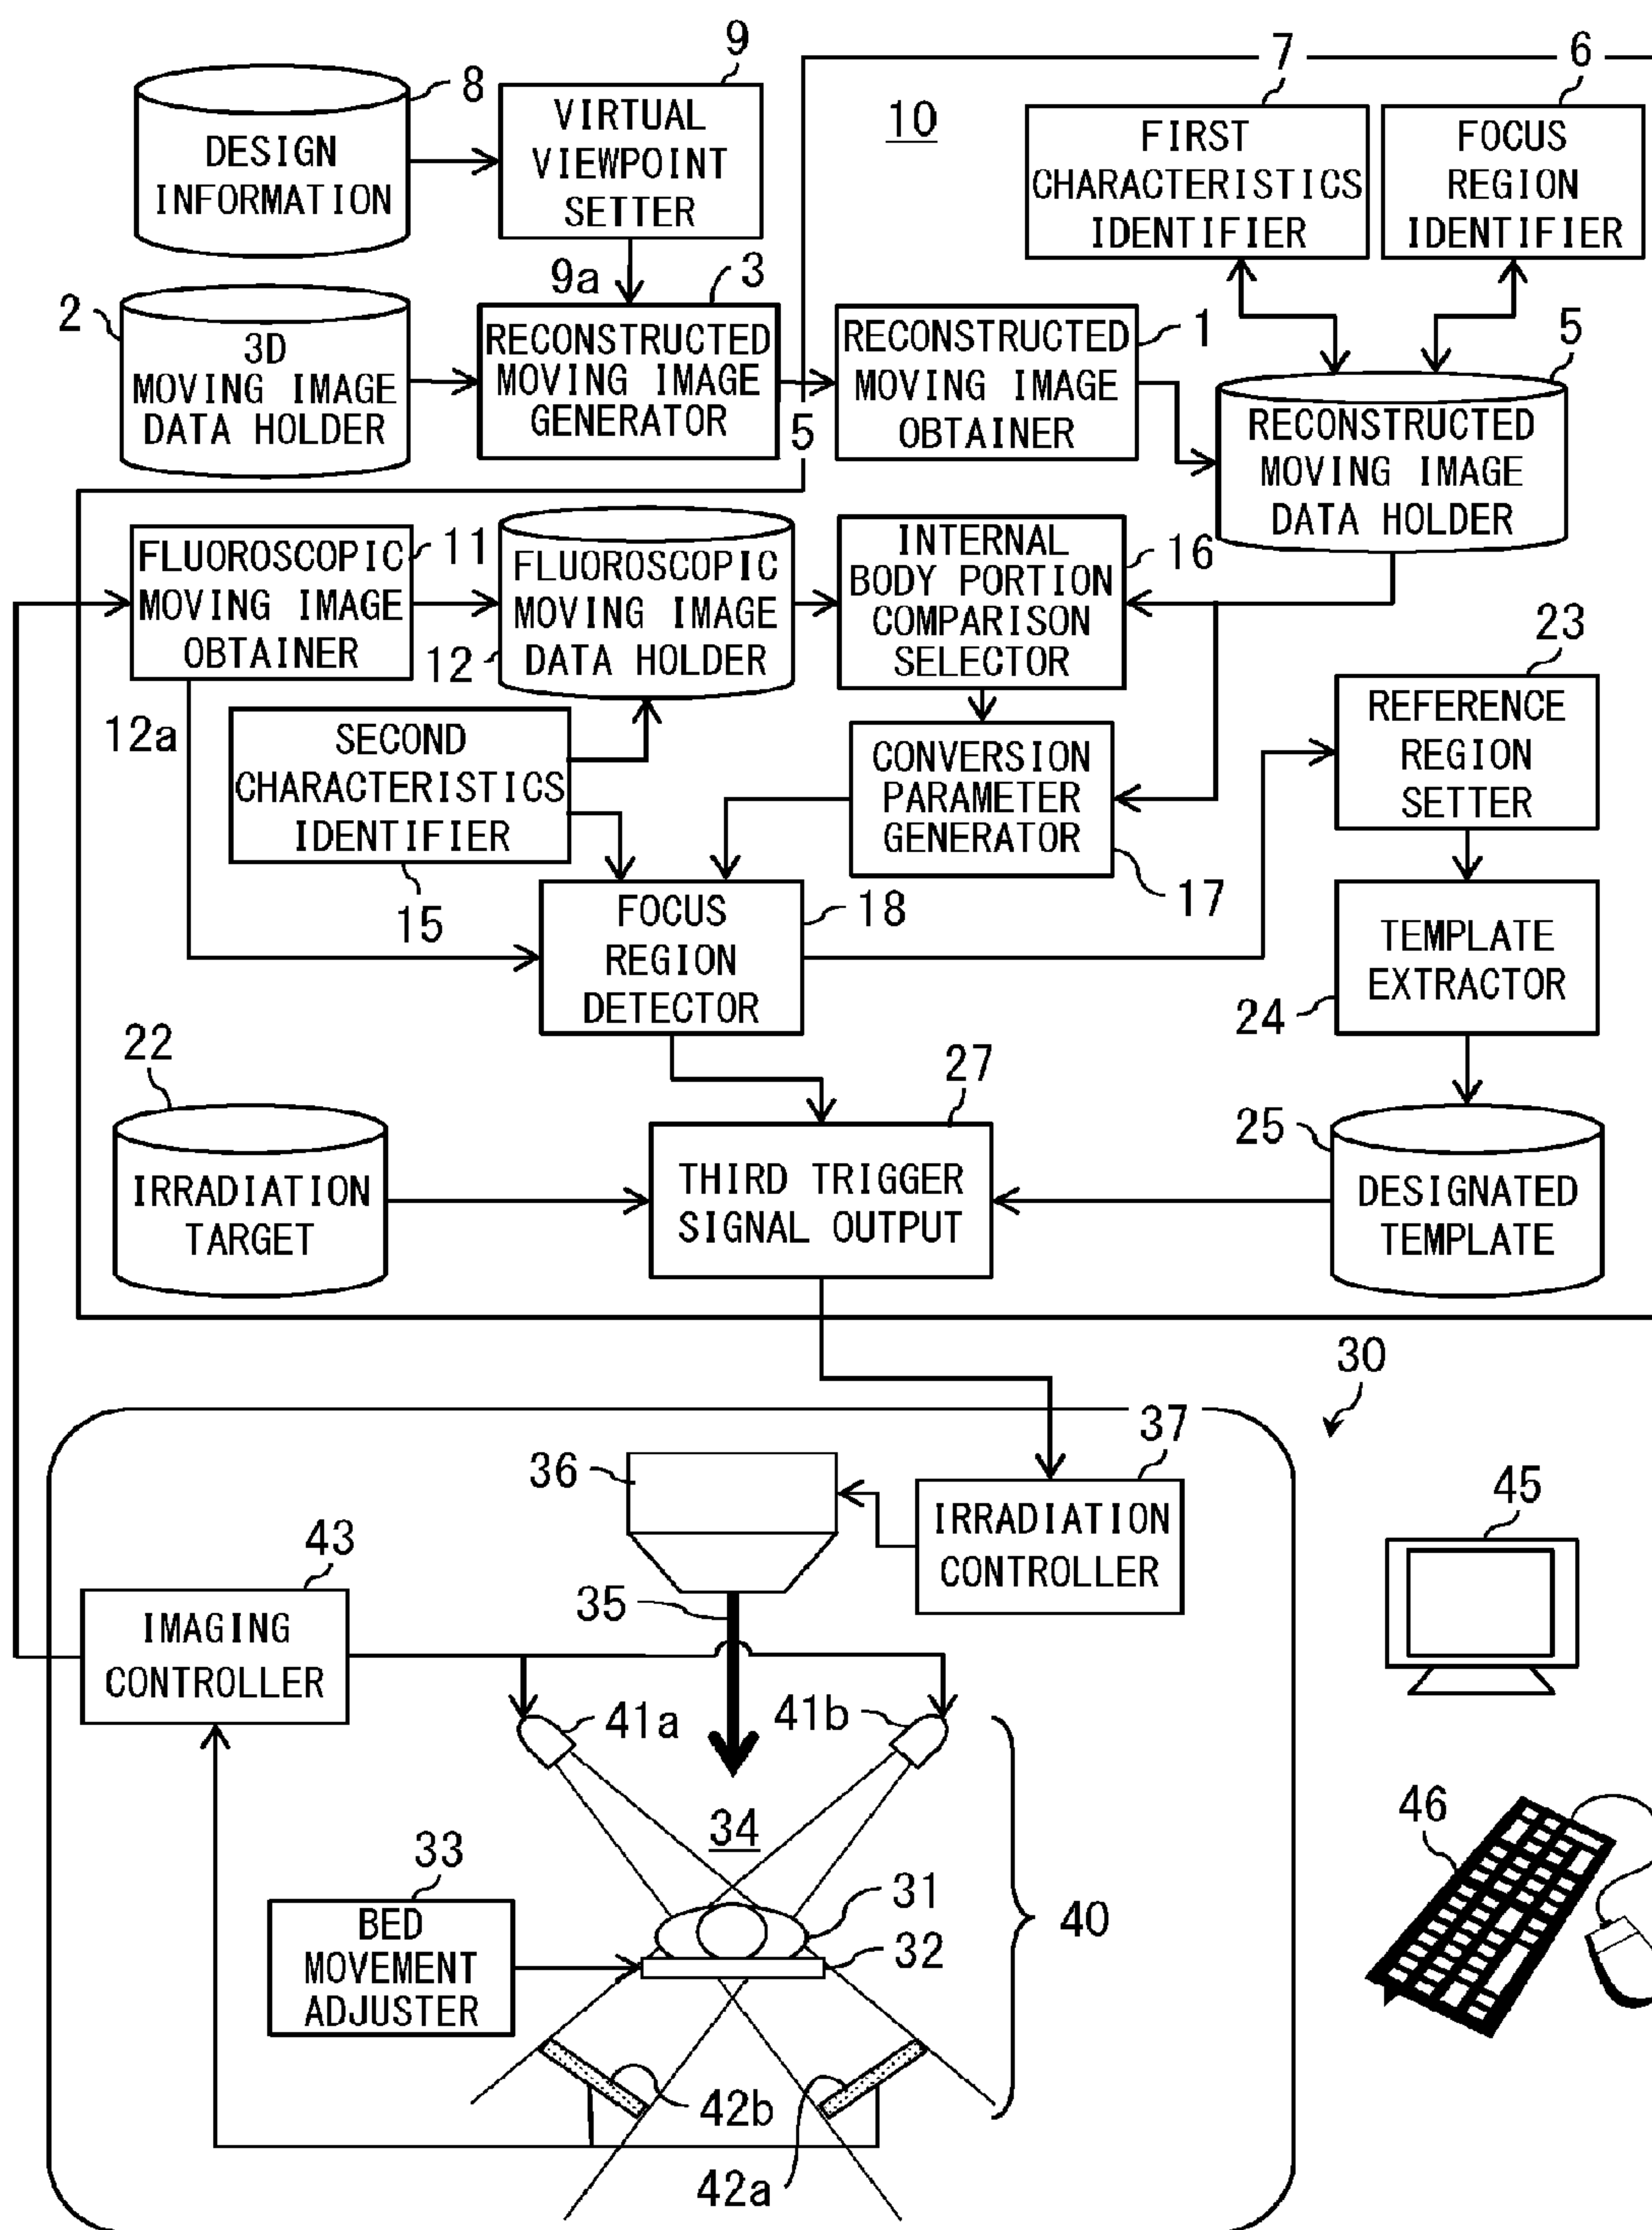 9
7
6
8
10
DESIGN
INFORMATION
VIRTUAL
VIEWPOINT
SETTER
FIRST
CHARACTERISTICS
IDENTIFIER
FOCUS
REGION
IDENTIFIER
9a
3
2
1
5
3D
MOVING IMAGE
DATA HOLDER
RECONSTRUCTED
MOVING IMAGE
GENERATOR
5
RECONSTRUCTED
MOVING IMAGE
OBTAINER
RECONSTRUCTED
MOVING IMAGE
DATA HOLDER
11
FLUOROSCOPIC
MOVING IMAGE
OBTAINER
12
FLUOROSCOPIC
MOVING IMAGE
DATA HOLDER
INTERNAL
BODY PORTION
COMPARISON
SELECTOR
16
23
12a
SECOND
CHARACTERISTICS
IDENTIFIER
15
CONVERSION
PARAMETER
GENERATOR
17
REFERENCE
REGION
SETTER
FOCUS
REGION
DETECTOR
18
TEMPLATE
EXTRACTOR
24
22
27
25
IRRADIATION
TARGET
THIRD TRIGGER
SIGNAL OUTPUT
DESIGNATED
TEMPLATE
30
37
36
IRRADIATION
CONTROLLER
45
43
35
IMAGING
CONTROLLER
41a
41b
34
46
33
31
40
BED
MOVEMENT
ADJUSTER
32
42b
42a